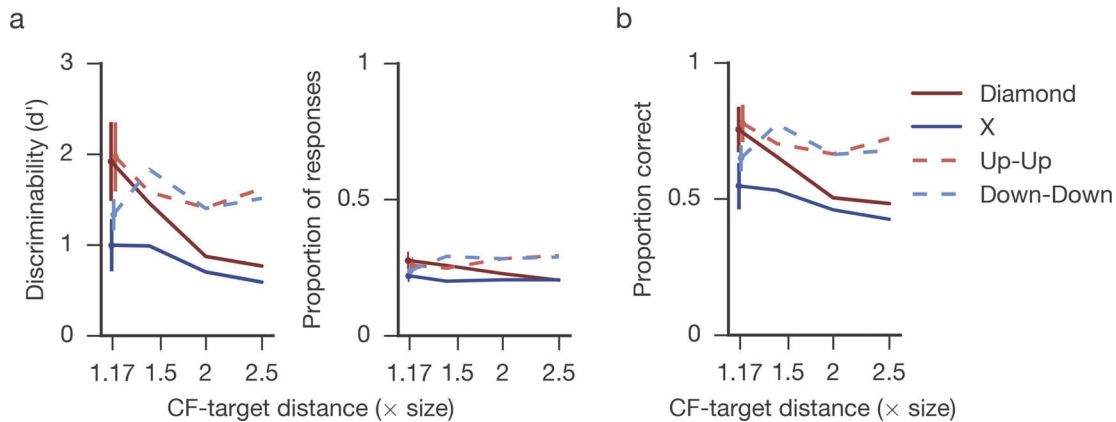 a
b
Discriminability (d')
3
2
1
0
1.17 1.5 2 2.5
Proportion of responses
1
0.5
0
1.17 1.5 2 2.5
CF-target distance (× size)
Proportion correct
1
0.5
0
1.17 1.5 2 2.5
CF-target distance (× size)
Diamond
X
Up-Up
Down-Down